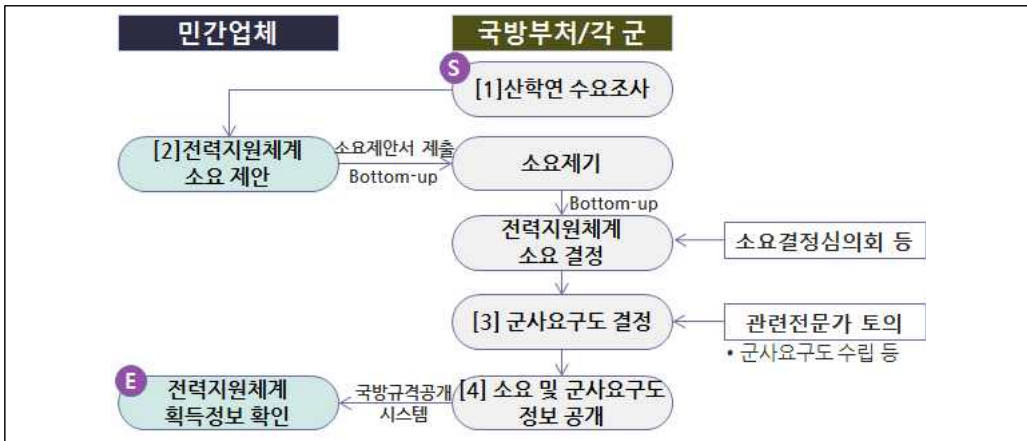 민간업체
국방부처/각 군
S
[1]산학연 수요조사
[2]전력지원체계
소요 제안
소요제안서 제출
Bottom-up
소요제기
Bottom-up
전력지원체계
소요 결정
소요결정심의회 등
[3] 군사요구도 결정
관련전문가 토의
• 군사요구도 수립 등
E
전력지원체계
획득정보 확인
국방규격공개
시스템
[4] 소요 및 군사요구도
정보 공개